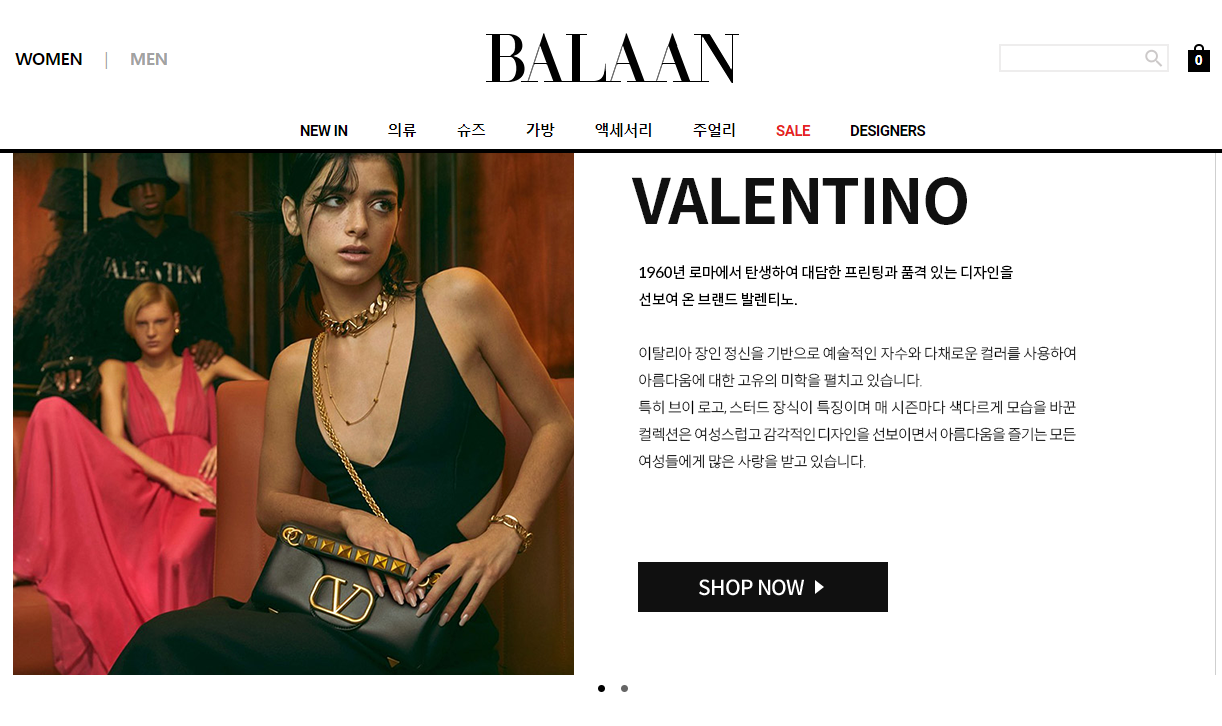 WOMEN | MEN
BALAAN
0
NEW IN 의류 슈즈 가방 액세서리 주얼리 SALE DESIGNERS
VALENTINO
VALENTINO
1960년 로마에서 탄생하여 대담한 프린팅과 품격 있는 디자인을
선보여 온 브랜드 발렌티노.
이탈리아 장인 정신을 기반으로 예술적인 자수와 다채로운 컬러를 사용하여
아름다움에 대한 고유의 미학을 펼치고 있습니다.
특히 브이 로고, 스터드 장식이 특징이며 매 시즌마다 색다르게 모습을 바꾼
컬렉션은 여성스럽고 감각적인 디자인을 선보이면서 아름다움을 즐기는 모든
여성들에게 많은 사랑을 받고 있습니다.
V
SHOP NOW